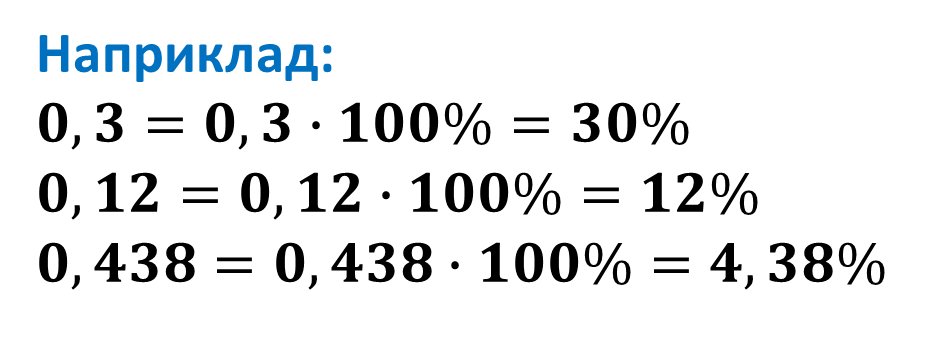 Наприклад:
0,3 = 0,3 · 100% = 30%
0,12 = 0,12 · 100% = 12%
0,438 = 0,438 · 100% = 4,38%